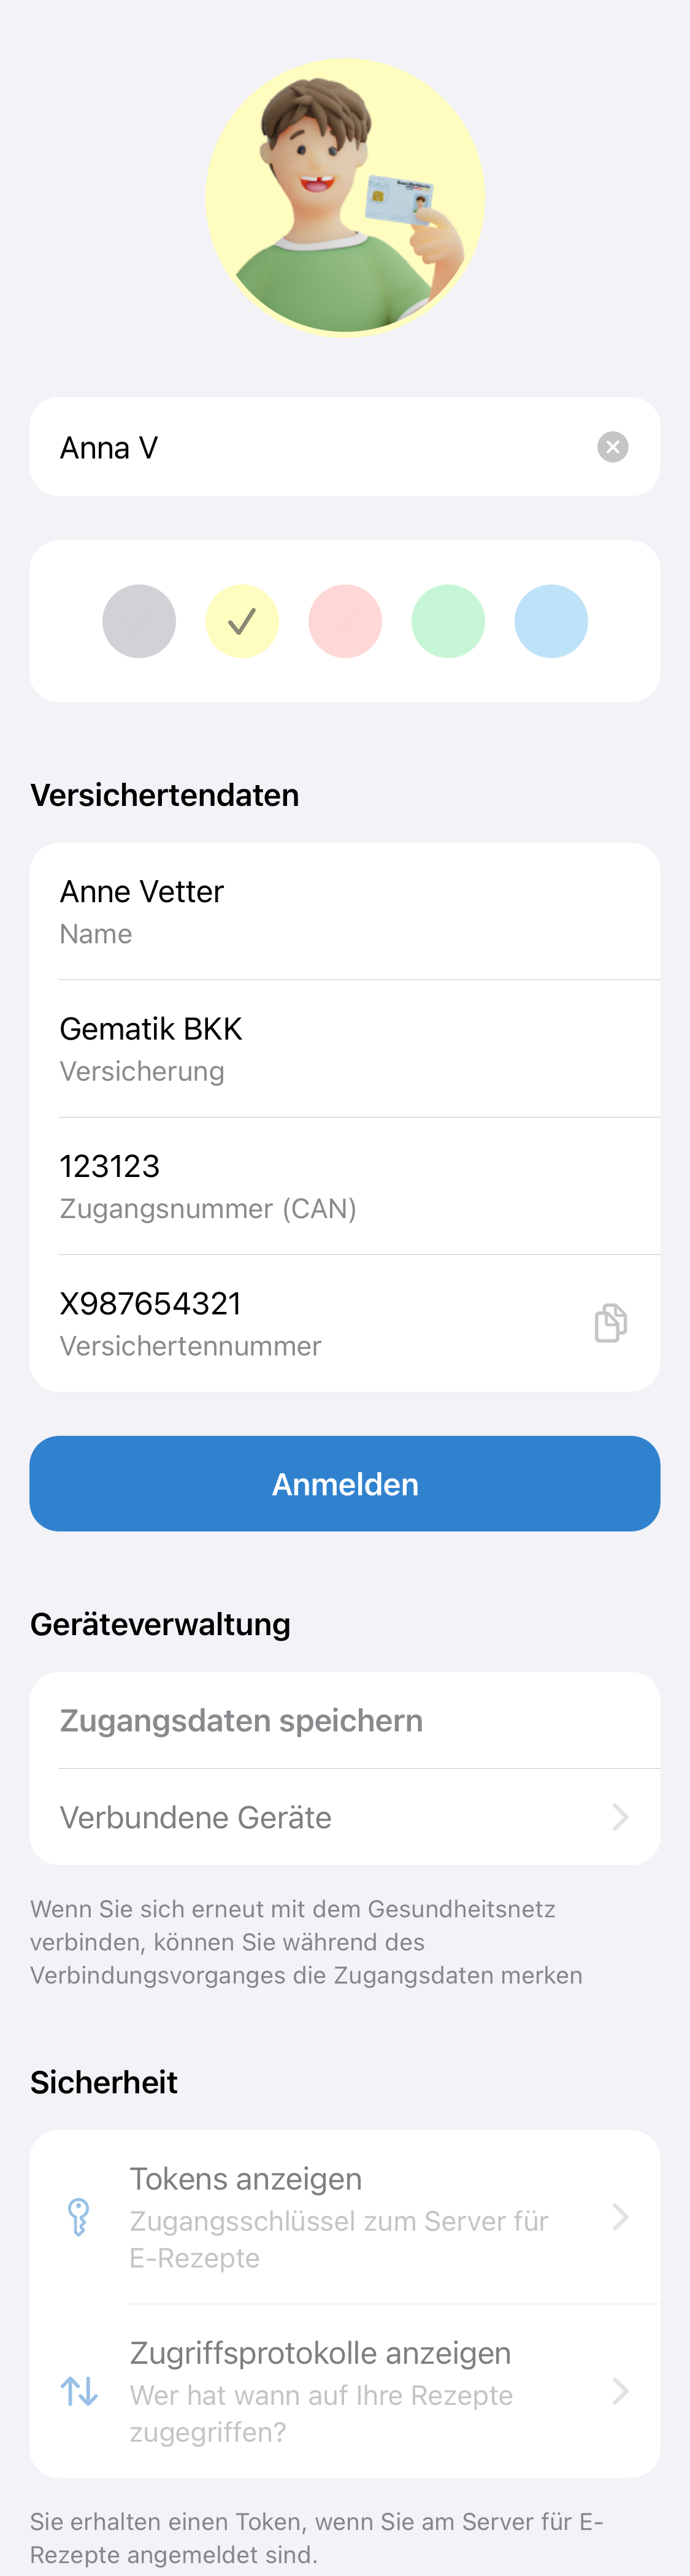 Anna V
Versichertendaten
Anne Vetter
Name
Gematik BKK
Versicherung
123123
Zugangsnummer (CAN)
X987654321
Versichertennummer
Anmelden
Geräteverwaltung
Zugangsdaten speichern
Verbundene Geräte
Wenn Sie sich erneut mit dem Gesundheitsnetz
verbinden, können Sie während des
Verbindungsvorganges die Zugangsdaten merken
Sicherheit
Tokens anzeigen
Zugangsschlüssel zum Server für
E-Rezepte
Zugriffsprotokolle anzeigen
Wer hat wann auf Ihre Rezepte
zugegriffen?
Sie erhalten einen Token, wenn Sie am Server für E-
Rezepte angemeldet sind.